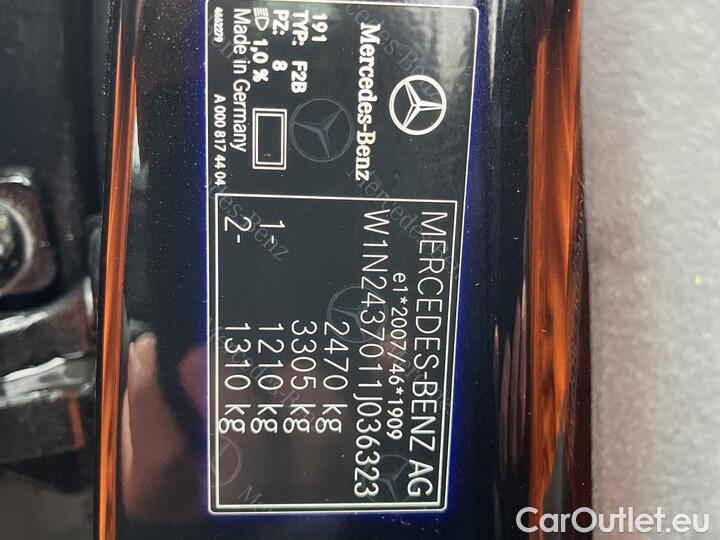 Mercedes-Benz
191
TYP: F2B
PZ: 8
1,0 %
Made in Germany
A 000 817 44 04
MERCEDES-BENZ AG
e1*2007/46*1909
W1N2437011J036323
2470 kg
3305 kg
1- 1210 kg
2- 1310 kg
CarOutlet.eu